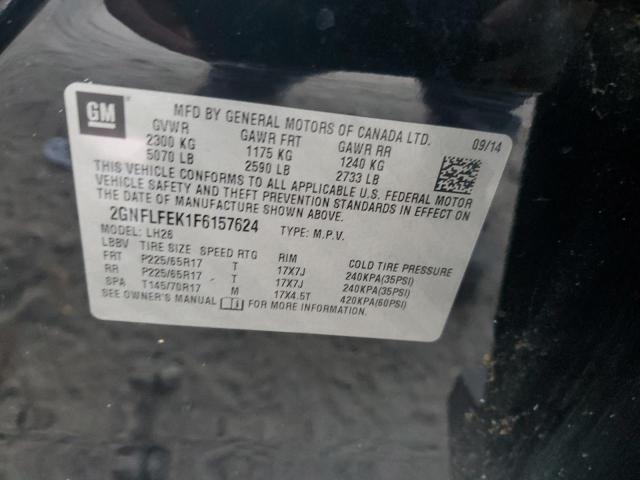 GM
MFD BY GENERAL MOTORS OF CANADA LTD.
GVWR GAWR FRT GAWR RR 09/14
2300 KG 1175 KG 1240 KG
5070 LB 2590 LB 2733 LB
THIS VEHICLE CONFORMS TO ALL APPLICABLE U.S. FEDERAL MOTOR
VEHICLE SAFETY AND THEFT PREVENTION STANDARDS IN EFFECT ON
THE DATE OF MANUFACTURE SHOWN ABOVE.
2GNFLFEK1F6157624 TYPE: M.P.V.
MODEL: LH26
LBBV TIRE SIZE SPEED RTG RIM COLD TIRE PRESSURE
FRT P225/65R17 T 17X7J 240KPA(35PSI)
RR P225/65R17 T 17X7J 240KPA(35PSI)
SPA T145/70R17 M 17X4.5T 420KPA(60PSI)
SEE OWNER'S MANUAL FOR MORE INFORMATION.